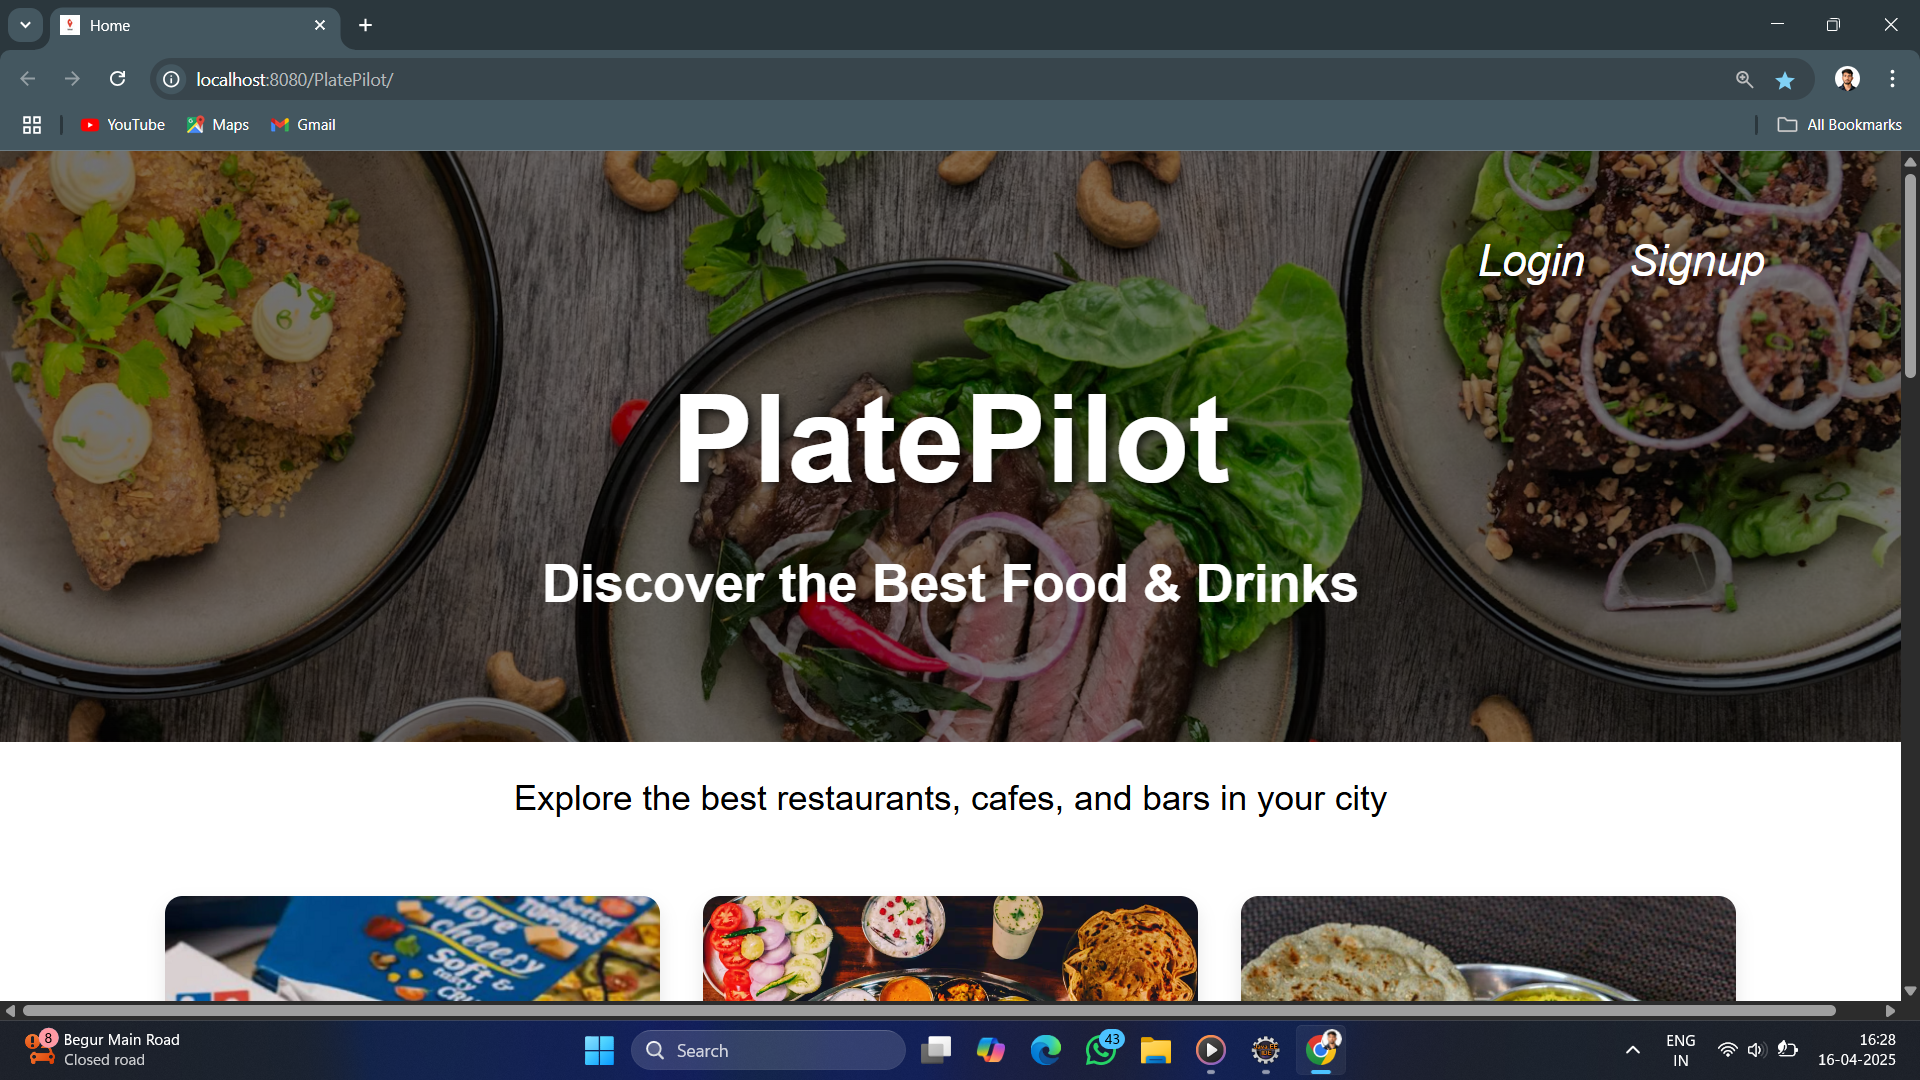 Home
localhost:8080/PlatePilot/
YouTube
Maps
Gmail
All Bookmarks
Login Signup
PlatePilot
Discover the Best Food & Drinks
Explore the best restaurants, cafes, and bars in your city
More
cheesy
Soft &
TOPPINGS
8
Begur Main Road
Closed road
Search
43
ENG
IN
16:28
16-04-2025